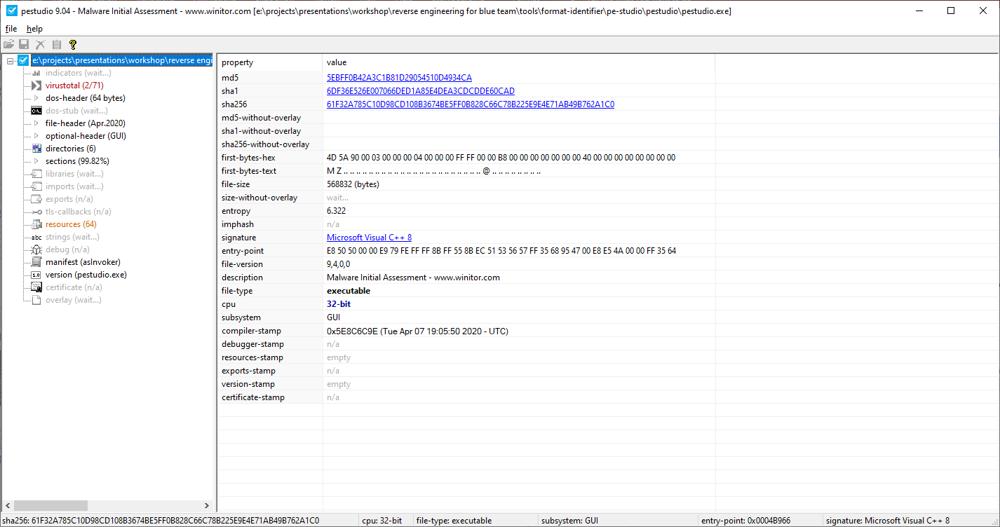 pestudio 9.04 - Malware Initial Assessment - www.winitor.com [e:\projects\presentations\workshop\reverse engineering for blue team\tools\format-identifier\pe-studio\pestudio\pestudio.exe]
file help
e:\projects\presentations\workshop\reverse engi
indicators (wait...)
virustotal (2/71)
dos-header (64 bytes)
dos-stub (wait...)
file-header (Apr.2020)
optional-header (GUI)
directories (6)
sections (99.82%)
libraries (wait...)
imports (wait...)
exports (n/a)
tls-callbacks (n/a)
resources (64)
abc strings (wait...)
debug (n/a)
manifest (asInvoker)
1.0 version (pestudio.exe)
certificate (n/a)
overlay (wait...)
property value
md5 5EBFF0B42A3C1B81D29054510D4934CA
sha1 6DF36E526E007066DED1A85E4DEA3CDCDDE60CAD
sha256 61F32A785C10D98CD108B3674BE5FF0B828C66C78B225E9E4E71AB49B762A1C0
md5-without-overlay
sha1-without-overlay
sha256-without-overlay
first-bytes-hex 4D 5A 90 00 03 00 00 00 04 00 00 00 FF FF 00 00 B8 00 00 00 00 00 00 00 40 00 00 00 00 00 00 00
first-bytes-text M Z .. .. .. .. .. .. .. .. .. .. .. .. .. .. .. .. .. .. .. .. .. .. @ .. .. .. .. .. .. ..
file-size 568832 (bytes)
size-without-overlay wait...
entropy 6.322
imphash n/a
signature Microsoft Visual C++ 8
entry-point E8 50 50 00 00 E9 79 FE FF FF 8B FF 55 8B EC 51 53 56 57 FF 35 68 95 47 00 E8 E5 4A 00 00 FF 35 64
file-version 9,4,0,0
description Malware Initial Assessment - www.winitor.com
file-type executable
cpu 32-bit
subsystem GUI
compiler-stamp 0x5E8C6C9E (Tue Apr 07 19:05:50 2020 - UTC)
debugger-stamp n/a
resources-stamp empty
exports-stamp n/a
version-stamp empty
certificate-stamp n/a
sha256: 61F32A785C10D98CD108B3674BE5FF0B828C66C78B225E9E4E71AB49B762A1C0 cpu: 32-bit file-type: executable subsystem: GUI entry-point: 0x0004B966 signature: Microsoft Visual C++ 8